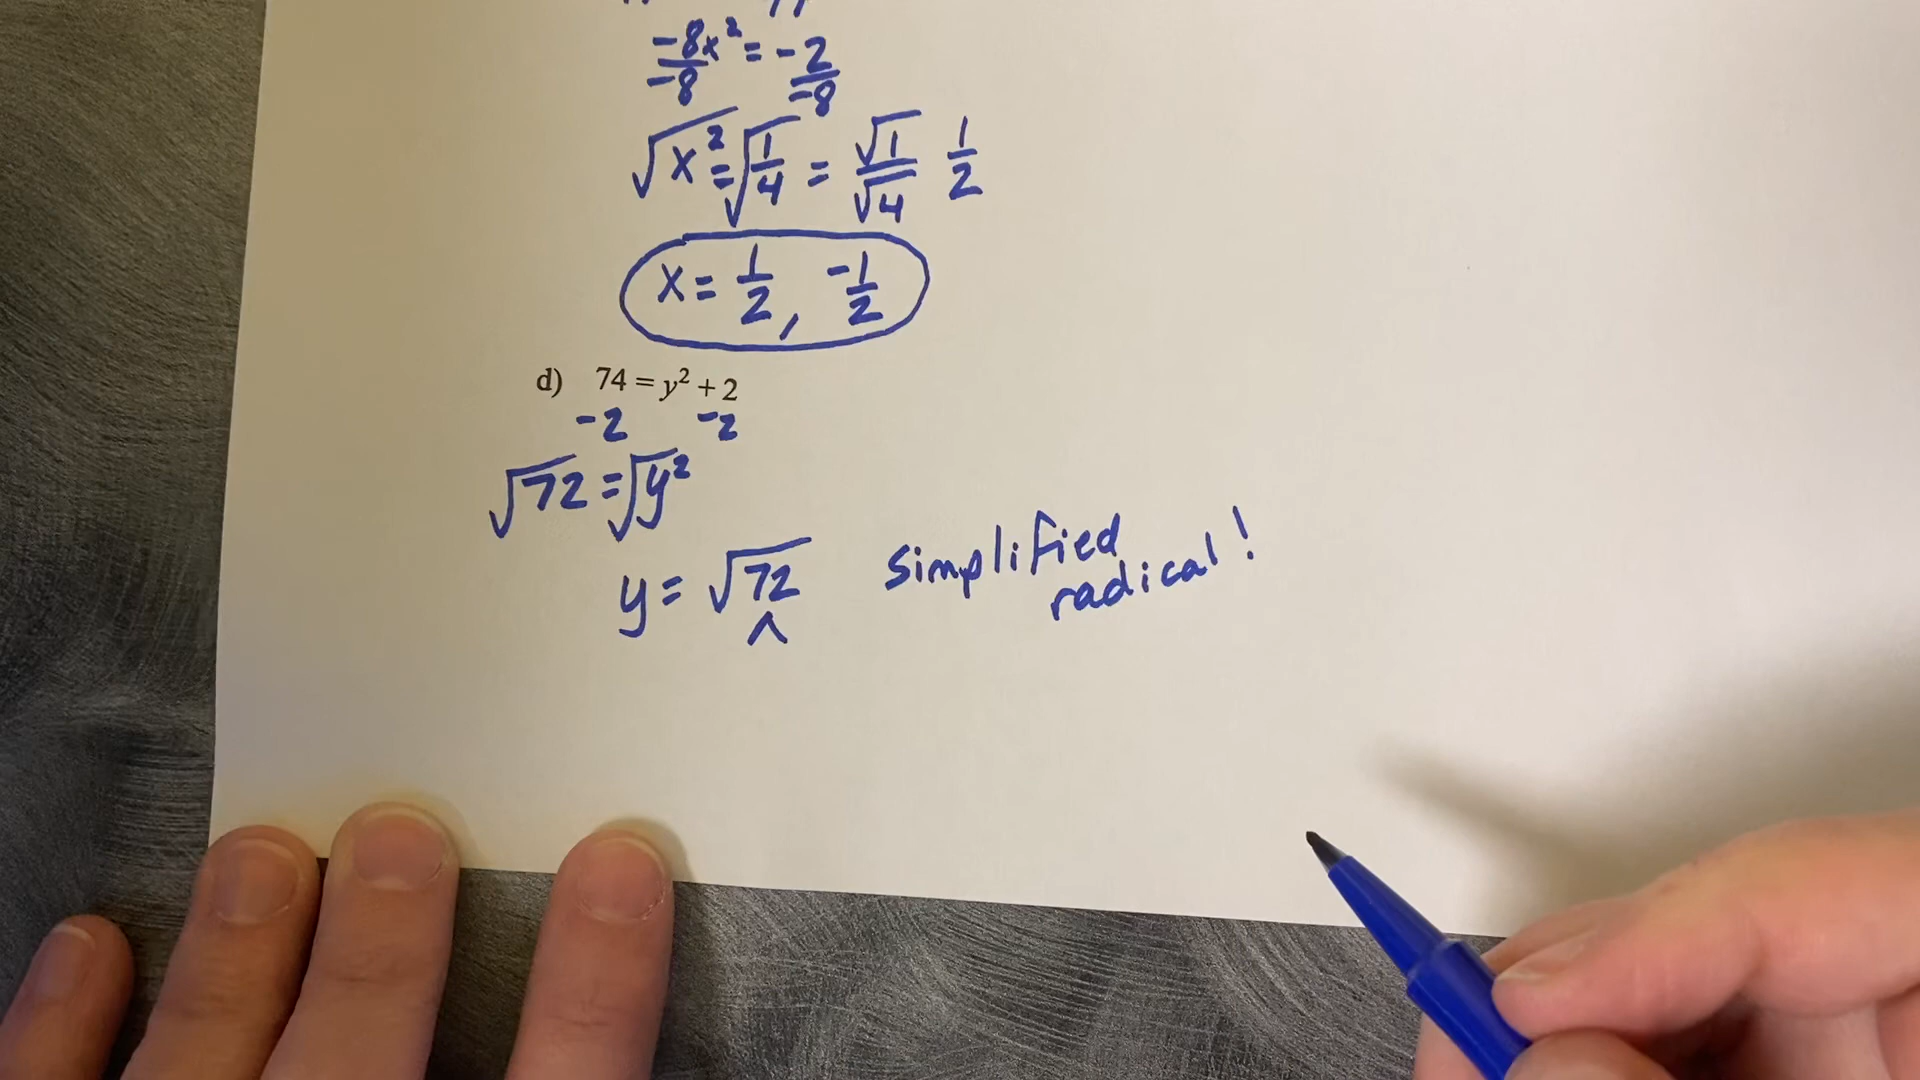 -8x² = -2
-8 -8
√x² = √1/4 = √1/√4 1/2
x = 1/2, -1/2
d) 74 = y² + 2
-2 -2
√72 = √y²
y = √72 simplified
radical!